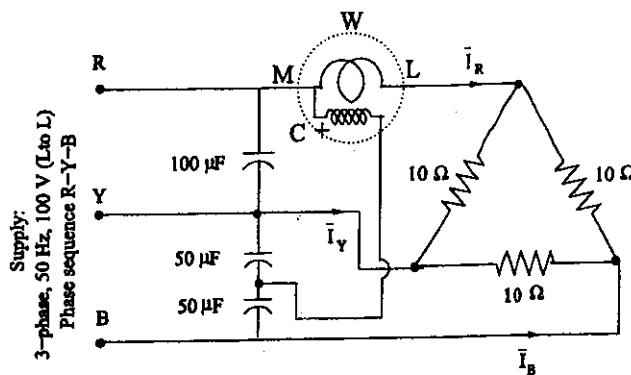 W
R
M
L
Ī_R
C +
100 μF
10 Ω
10 Ω
Y
Ī_Y
50 μF
10 Ω
50 μF
B
Ī_B
Supply:
3-phase, 50 Hz, 100 V (L to L)
Phase sequence R-Y-B